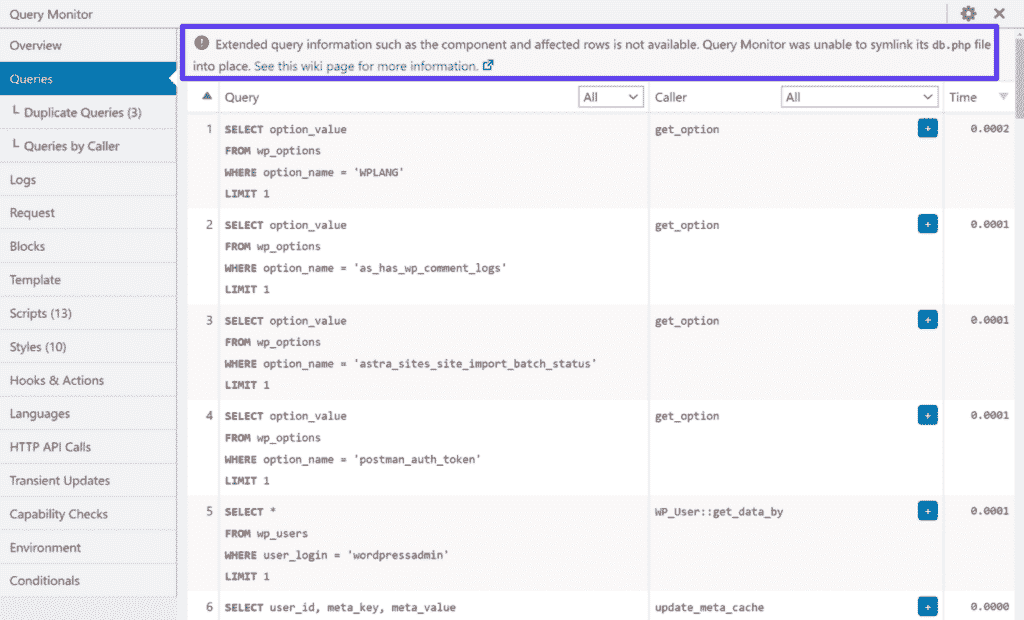 Query Monitor
Overview
Queries
Duplicate Queries (3)
Queries by Caller
Logs
Request
Blocks
Template
Scripts (13)
Styles (10)
Hooks & Actions
Languages
HTTP API Calls
Transient Updates
Capability Checks
Environment
Conditionals
Extended query information such as the component and affected rows is not available. Query Monitor was unable to symlink its db.php file
into place. See this wiki page for more information.
Query All Caller All Time
1 SELECT option_value get_option + 0.0002
FROM wp_options
WHERE option_name = 'WPLANG'
LIMIT 1
2 SELECT option_value get_option + 0.0001
FROM wp_options
WHERE option_name = 'as_has_wp_comment_logs'
LIMIT 1
3 SELECT option_value get_option + 0.0001
FROM wp_options
WHERE option_name = 'astra_sites_site_import_batch_status'
LIMIT 1
4 SELECT option_value get_option + 0.0001
FROM wp_options
WHERE option_name = 'postman_auth_token'
LIMIT 1
5 SELECT * WP_User::get_data_by + 0.0001
FROM wp_users
WHERE user_login = 'wordpressadmin'
LIMIT 1
6 SELECT user_id, meta_key, meta_value update_meta_cache + 0.0000